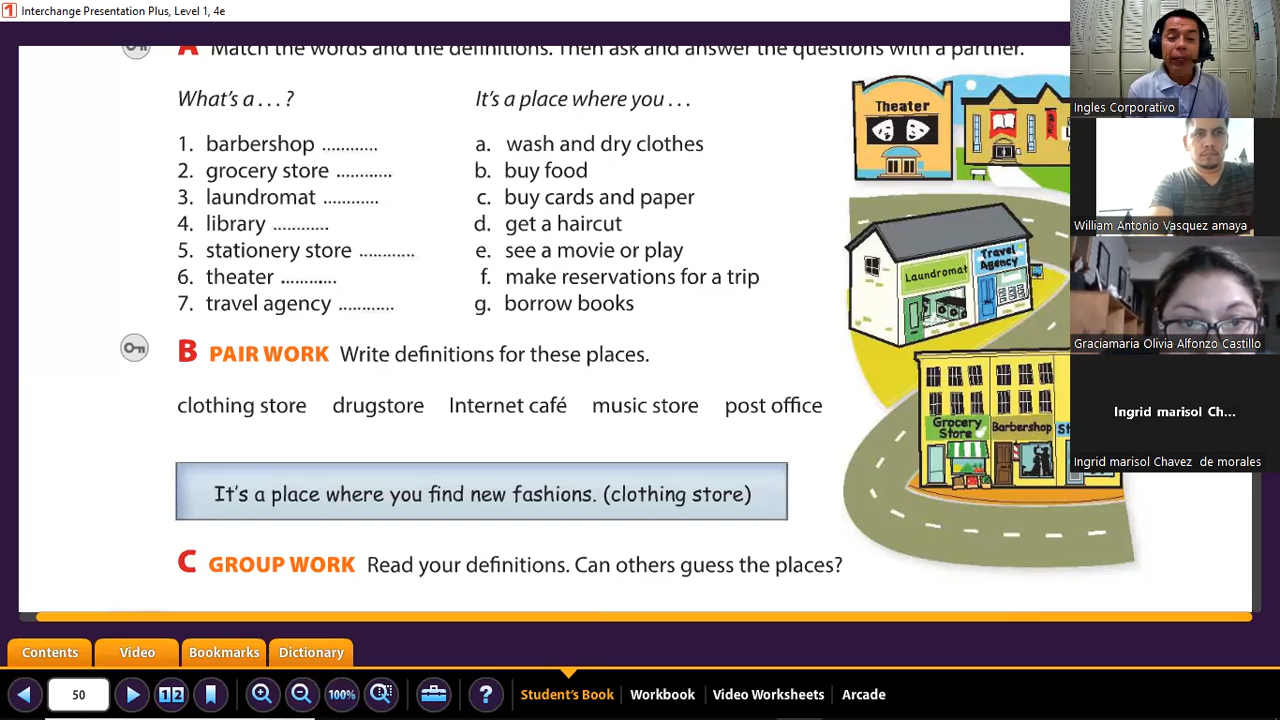 Interchange Presentation Plus, Level 1, 4e
A Match the words and the definitions. Then ask and answer the questions with a partner.
What's a . . . ?
It's a place where you . . .
1. barbershop ............
2. grocery store ............
3. laundromat ............
4. library ............
5. stationery store ............
6. theater ............
7. travel agency ............
a. wash and dry clothes
b. buy food
c. buy cards and paper
d. get a haircut
e. see a movie or play
f. make reservations for a trip
g. borrow books
Theater
Laundromat
Travel
Agency
Grocery
Store
Barbershop
St
B PAIR WORK Write definitions for these places.
clothing store drugstore Internet café music store post office
It's a place where you find new fashions. (clothing store)
C GROUP WORK Read your definitions. Can others guess the places?
Ingles Corporativo
William Antonio Vasquez amaya
Graciamaria Olivia Alfonzo Castillo
Ingrid marisol Ch...
Ingrid marisol Chavez de morales
Contents Video Bookmarks Dictionary
50 1 2 100% ? Student's Book Workbook Video Worksheets Arcade